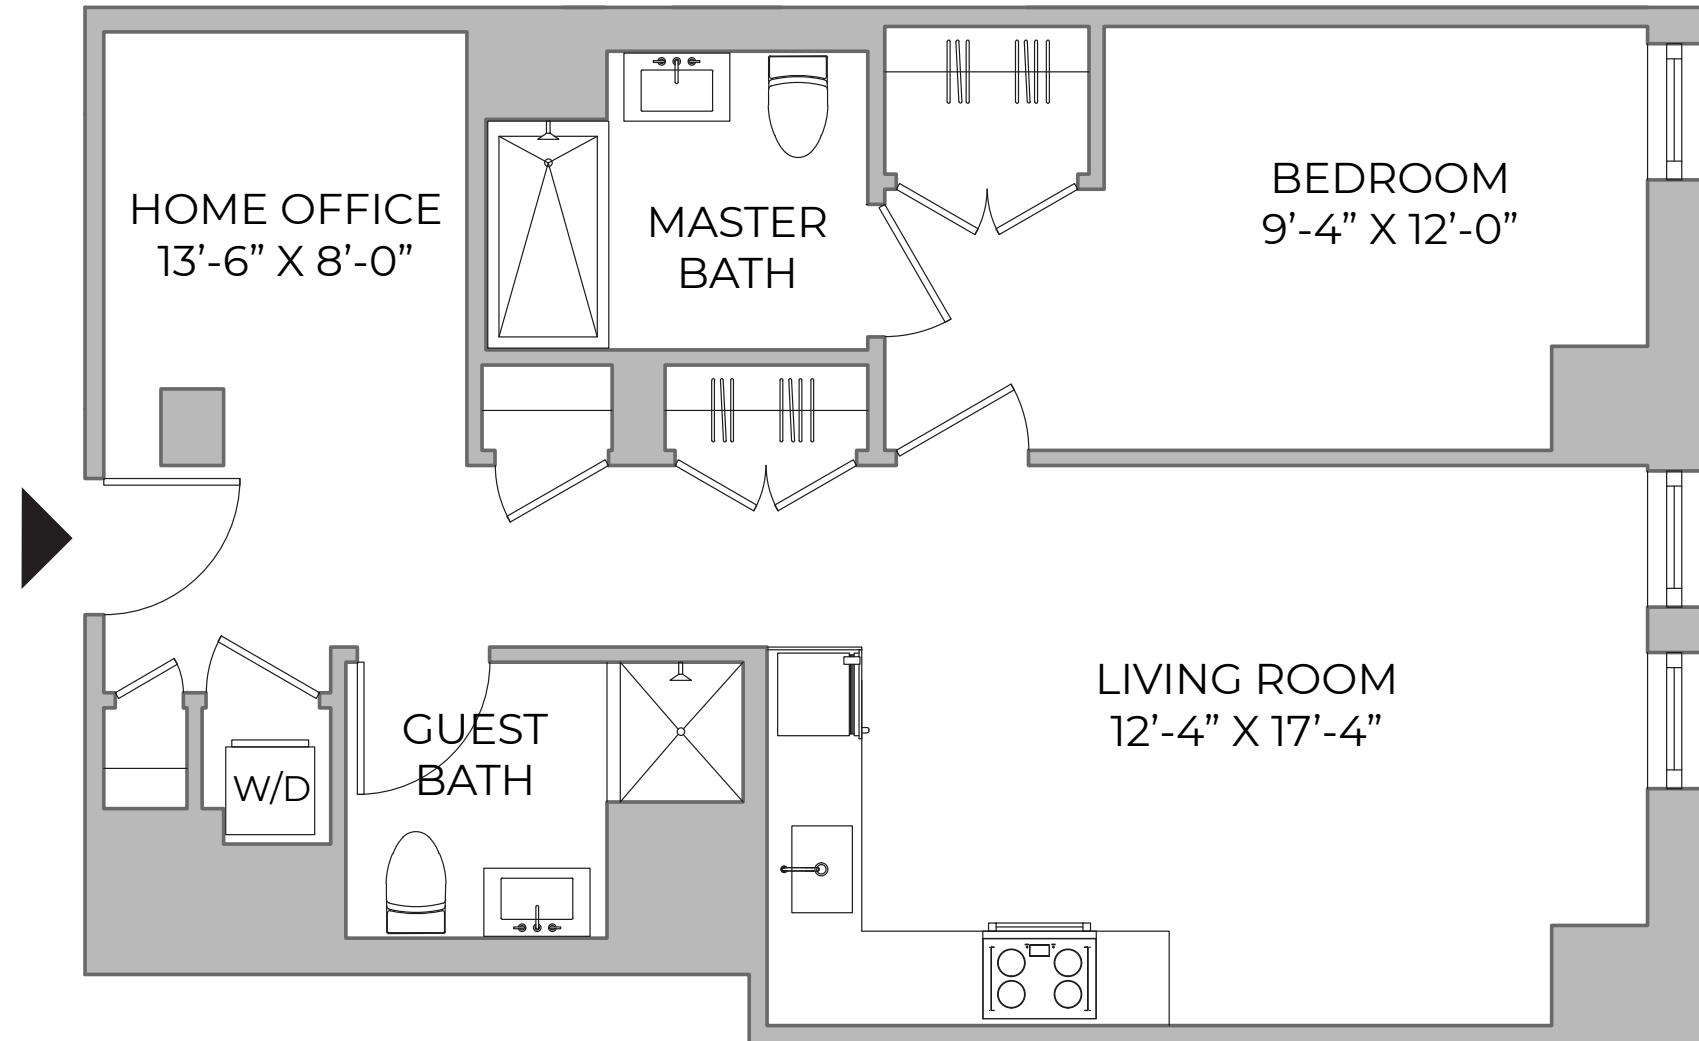 HOME OFFICE
13’-6” X 8’-0”
MASTER
BATH
BEDROOM
9’-4” X 12’-0”
GUEST
BATH
W/D
LIVING ROOM
12’-4” X 17’-4”